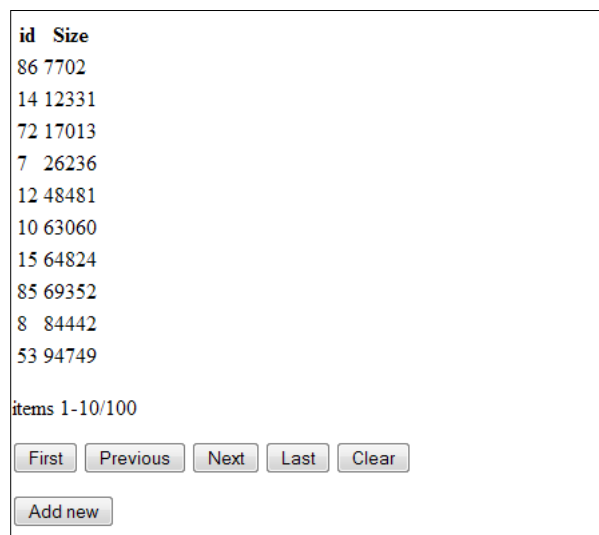 id Size
86 7702
14 12331
72 17013
7 26236
12 48481
10 63060
15 64824
85 69352
8 84442
53 94749
items 1-10/100
First Previous Next Last Clear
Add new